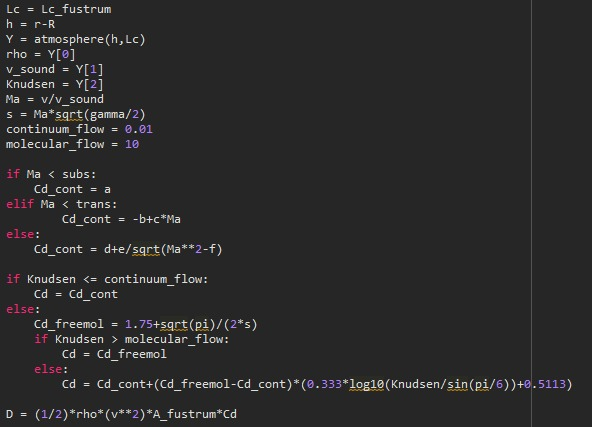 Lc = Lc_fustrum
h = r-R
Y = atmosphere(h,Lc)
rho = Y[0]
v_sound = Y[1]
Knudsen = Y[2]
Ma = v/v_sound
s = Ma*sqrt(gamma/2)
continuum_flow = 0.01
molecular_flow = 10
if Ma < subs:
Cd_cont = a
elif Ma < trans:
Cd_cont = -b+c*Ma
else:
Cd_cont = d+e/sqrt(Ma**2-f)
if Knudsen <= continuum_flow:
Cd = Cd_cont
else:
Cd_freemol = 1.75+sqrt(pi)/(2*s)
if Knudsen > molecular_flow:
Cd = Cd_freemol
else:
Cd = Cd_cont+(Cd_freemol-Cd_cont)*(0.333*log10(Knudsen/sin(pi/6))+0.5113)
D = (1/2)*rho*(v**2)*A_fustrum*Cd